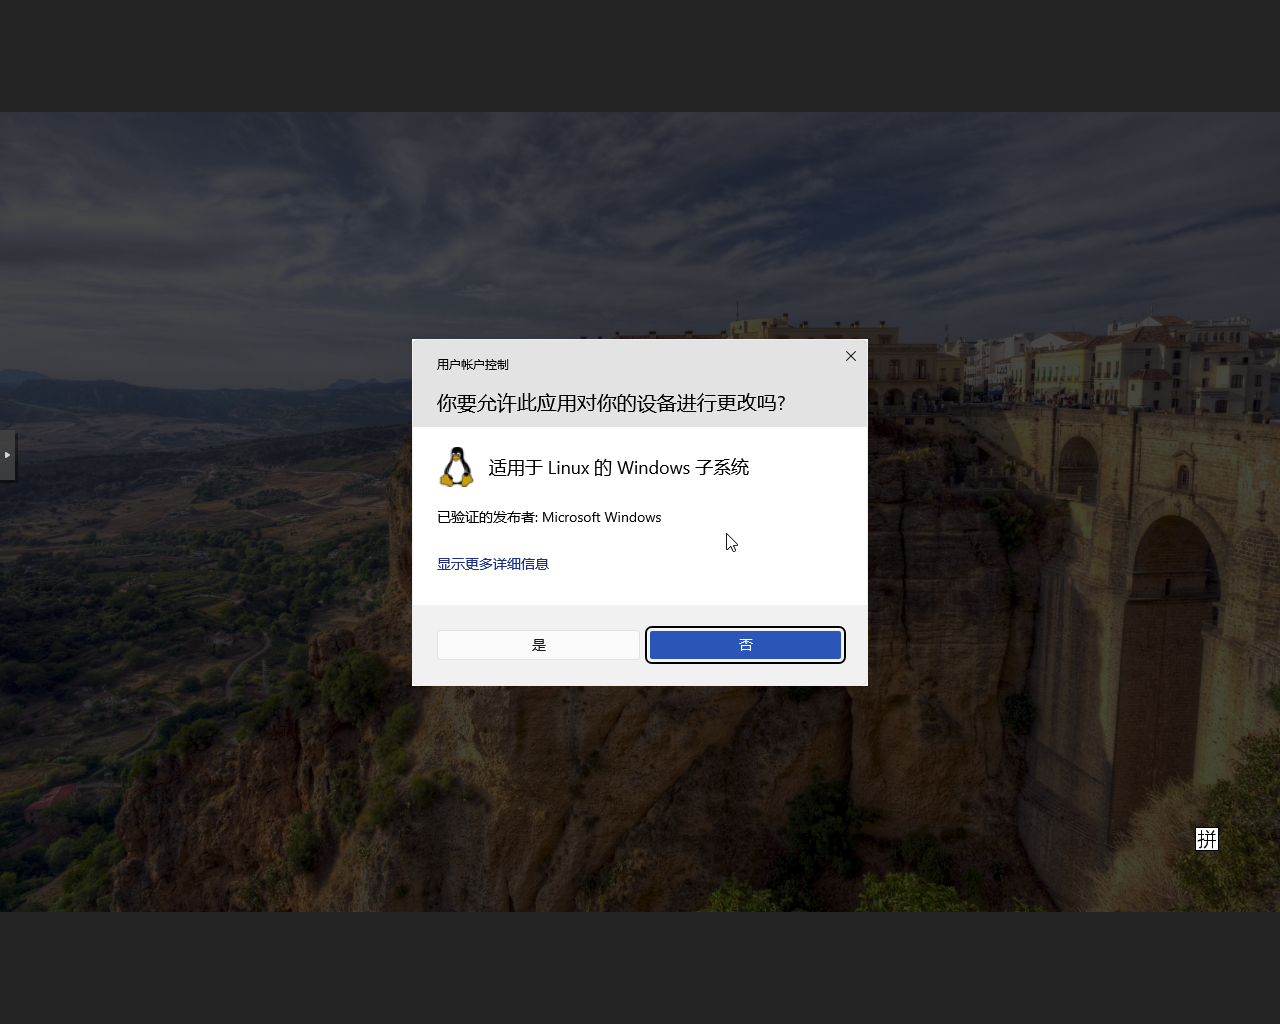 用户帐户控制
你要允许此应用对你的设备进行更改吗?
适用于 Linux 的 Windows 子系统
已验证的发布者: Microsoft Windows
显示更多详细信息
是
否
拼